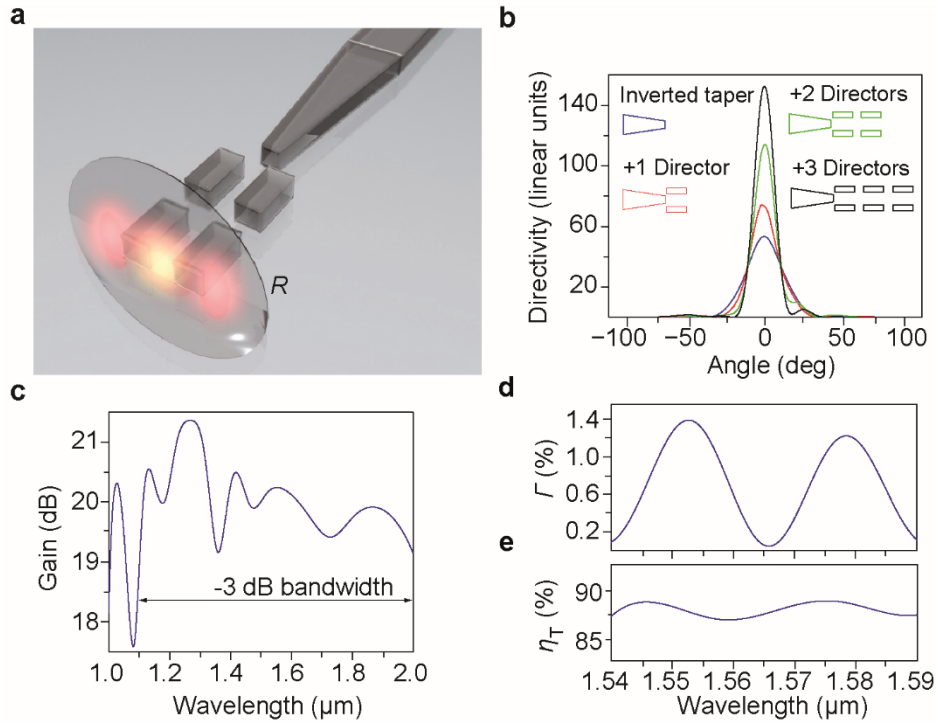 a
R
b
Directivity (linear units)
140
100
60
20
Inverted taper
+2 Directors
+1 Director
+3 Directors
−100
−50
0
50
100
Angle (deg)
c
Gain (dB)
21
20
19
18
-3 dB bandwidth
1.0 1.2 1.4 1.6 1.8 2.0
Wavelength (μm)
d
Γ (%)
1.4
1.0
0.6
0.2
e
ηT (%)
90
85
1.54 1.55 1.56 1.57 1.58 1.59
Wavelength (μm)